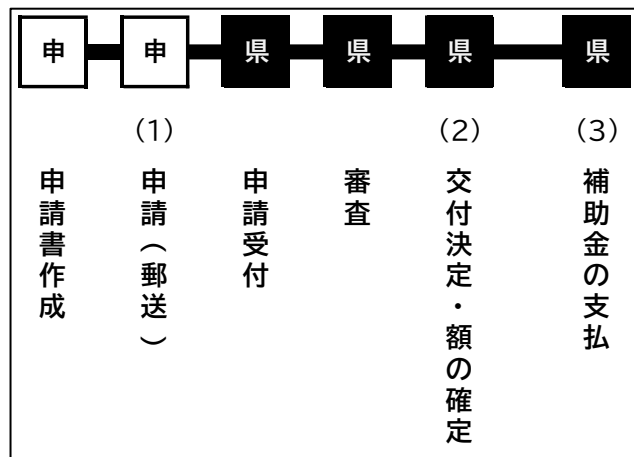 申
申
県
県
県
県
(1)
(2)
(3)
申請書作成
申請(郵送)
申請受付
審査
交付決定・額の確定
補助金の支払